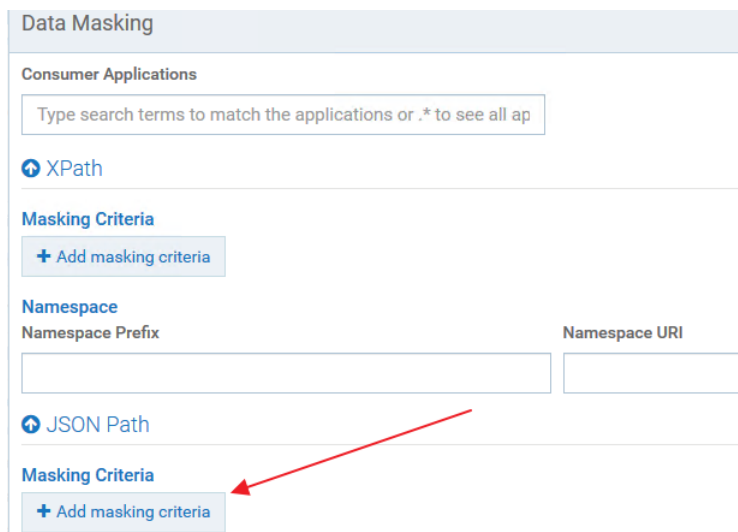 Data Masking
Consumer Applications
Type search terms to match the applications or .* to see all ap
XPath
Masking Criteria
+ Add masking criteria
Namespace
Namespace Prefix Namespace URI
JSON Path
Masking Criteria
+ Add masking criteria